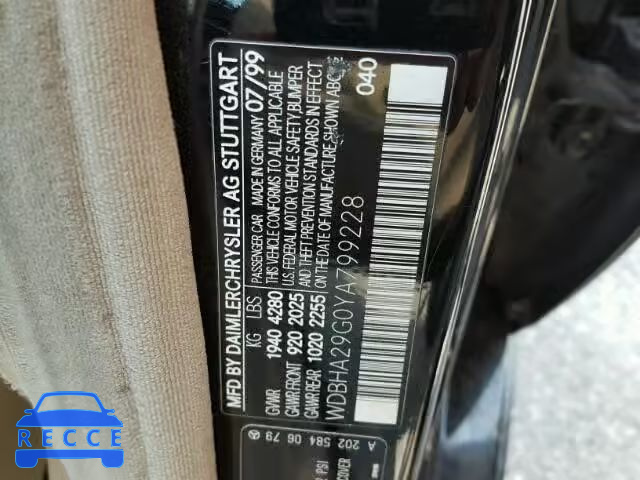 MFD BY DAIMLERCHRYSLER AG STUTTGART
PASSENGER CAR MADE IN GERMANY 07/99
THIS VEHICLE CONFORMS TO ALL APPLICABLE
U.S. FEDERAL MOTOR VEHICLE SAFETY, BUMPER
AND THEFT PREVENTION STANDARDS IN EFFECT
ON THE DATE OF MANUFACTURE SHOWN ABOVE
KG LBS
GVWR 1940 4280
GAWR FRONT 920 2025
GAWR REAR 1020 2255
WDBHA29G0YA799228
040
A 202 584 06 79
PSI
COVER
RECCE